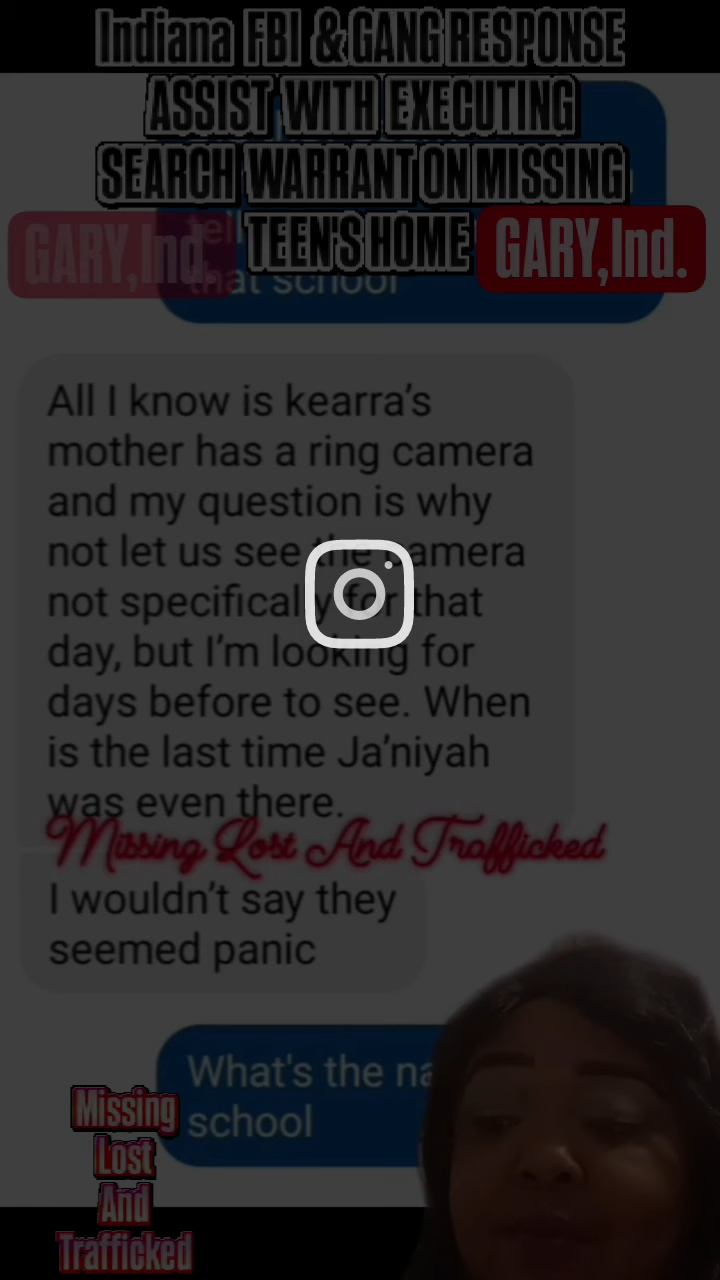 Indiana FBI & GANG RESPONSE
ASSIST WITH EXECUTING
SEARCH WARRANT ON MISSING
TEEN'S HOME
GARY,Ind.
GARY,Ind.
tell
that school
All I know is kearra's
mother has a ring camera
and my question is why
not let us see the camera
not specifically for that
day, but I'm looking for
days before to see. When
is the last time Ja'niyah
was even there.
Missing Lost And Trafficked
I wouldn't say they
seemed panic
What's the na
school
Missing
Lost
And
Trafficked